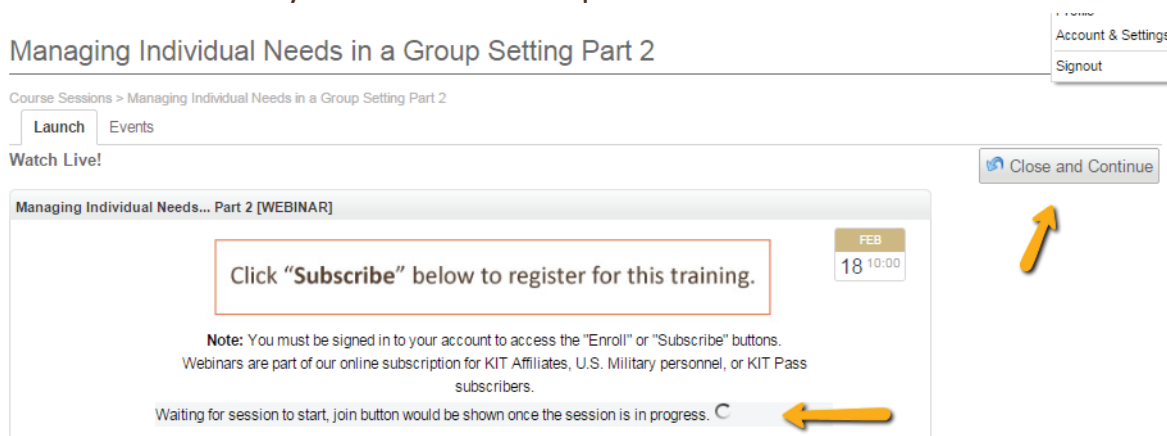 Managing Individual Needs in a Group Setting Part 2
Account & Settings
Signout
Course Sessions > Managing Individual Needs in a Group Setting Part 2
Launch Events
Watch Live!
Close and Continue
Managing Individual Needs... Part 2 [WEBINAR]
FEB
18 10:00
Click “Subscribe” below to register for this training.
Note: You must be signed in to your account to access the "Enroll" or "Subscribe" buttons.
Webinars are part of our online subscription for KIT Affiliates, U.S. Military personnel, or KIT Pass
subscribers.
Waiting for session to start, join button would be shown once the session is in progress.